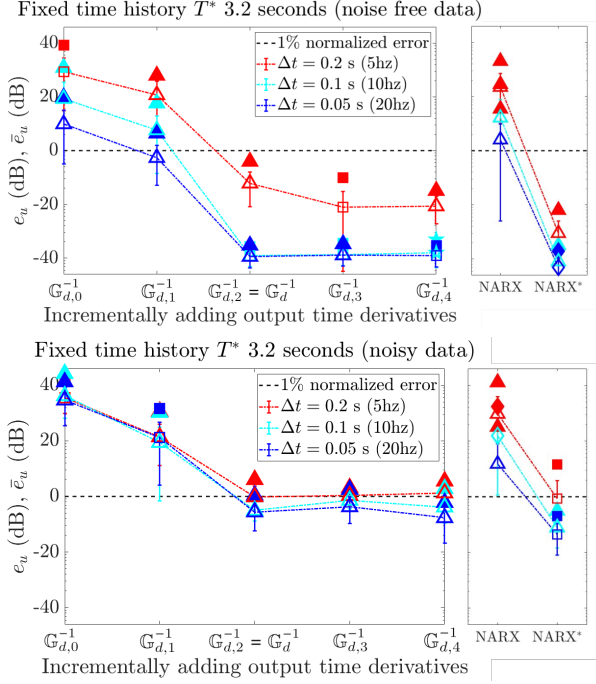 Fixed time history T* 3.2 seconds (noise free data)
e_u (dB), ē_u (dB)
40
20
0
-20
-40
1% normalized error
Δt = 0.2 s (5hz)
Δt = 0.1 s (10hz)
Δt = 0.05 s (20hz)
𝔾_{d,0}^{-1} 𝔾_{d,1}^{-1} 𝔾_{d,2}^{-1} = 𝔾_d^{-1} 𝔾_{d,3}^{-1} 𝔾_{d,4}^{-1}
Incrementally adding output time derivatives
NARX NARX*
Fixed time history T* 3.2 seconds (noisy data)
e_u (dB), ē_u (dB)
40
20
0
-20
-40
1% normalized error
Δt = 0.2 s (5hz)
Δt = 0.1 s (10hz)
Δt = 0.05 s (20hz)
𝔾_{d,0}^{-1} 𝔾_{d,1}^{-1} 𝔾_{d,2}^{-1} = 𝔾_d^{-1} 𝔾_{d,3}^{-1} 𝔾_{d,4}^{-1}
Incrementally adding output time derivatives
NARX NARX*